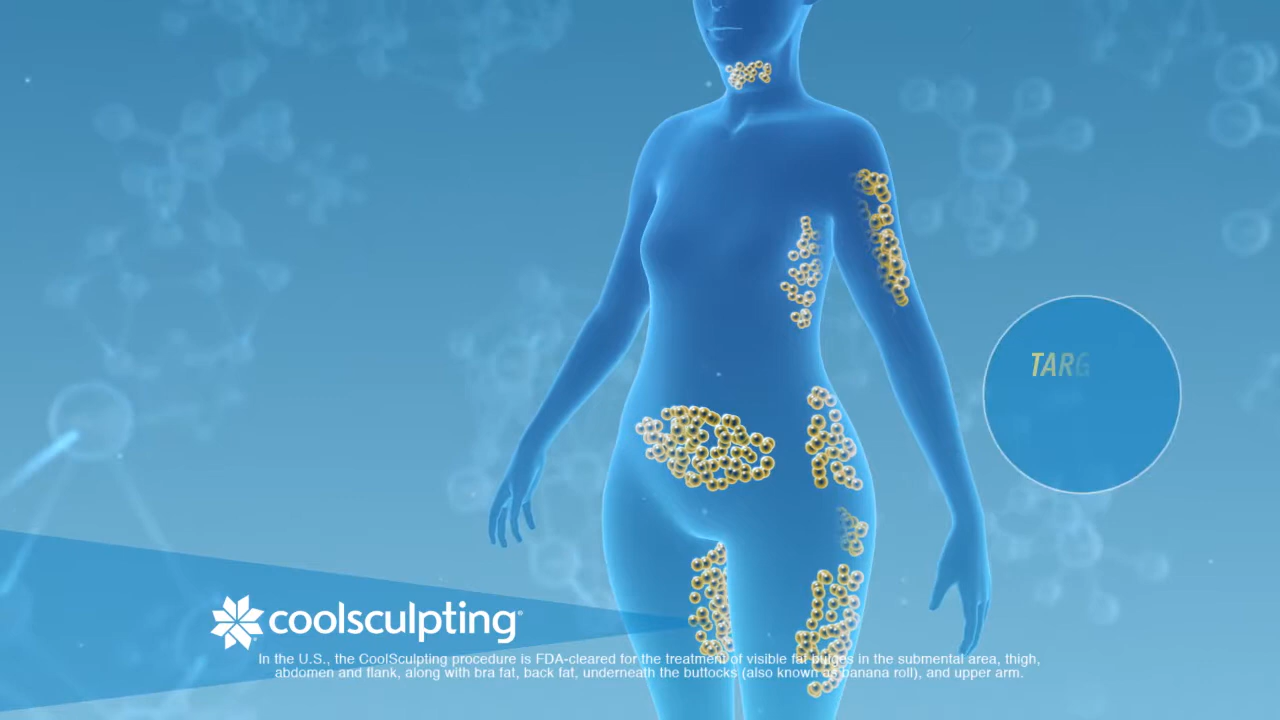 TARG
coolsculpting®
In the U.S., the CoolSculpting procedure is FDA-cleared for the treatment of visible fat bulges in the submental area, thigh,
abdomen and flank, along with bra fat, back fat, underneath the buttocks (also known as banana roll), and upper arm.